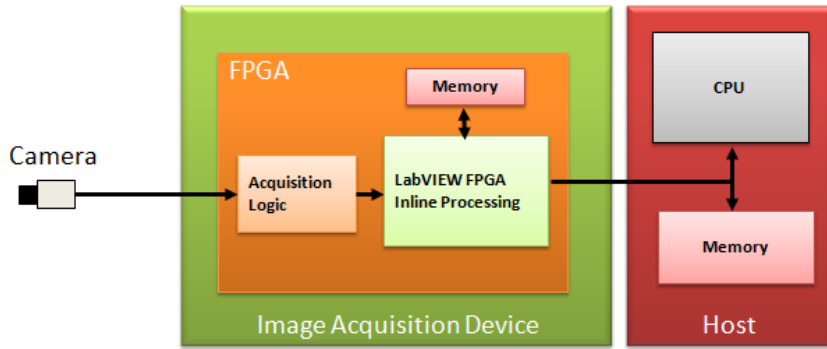 FPGA
Memory
CPU
Camera
Acquisition
Logic
LabVIEW FPGA
Inline Processing
Memory
Image Acquisition Device
Host